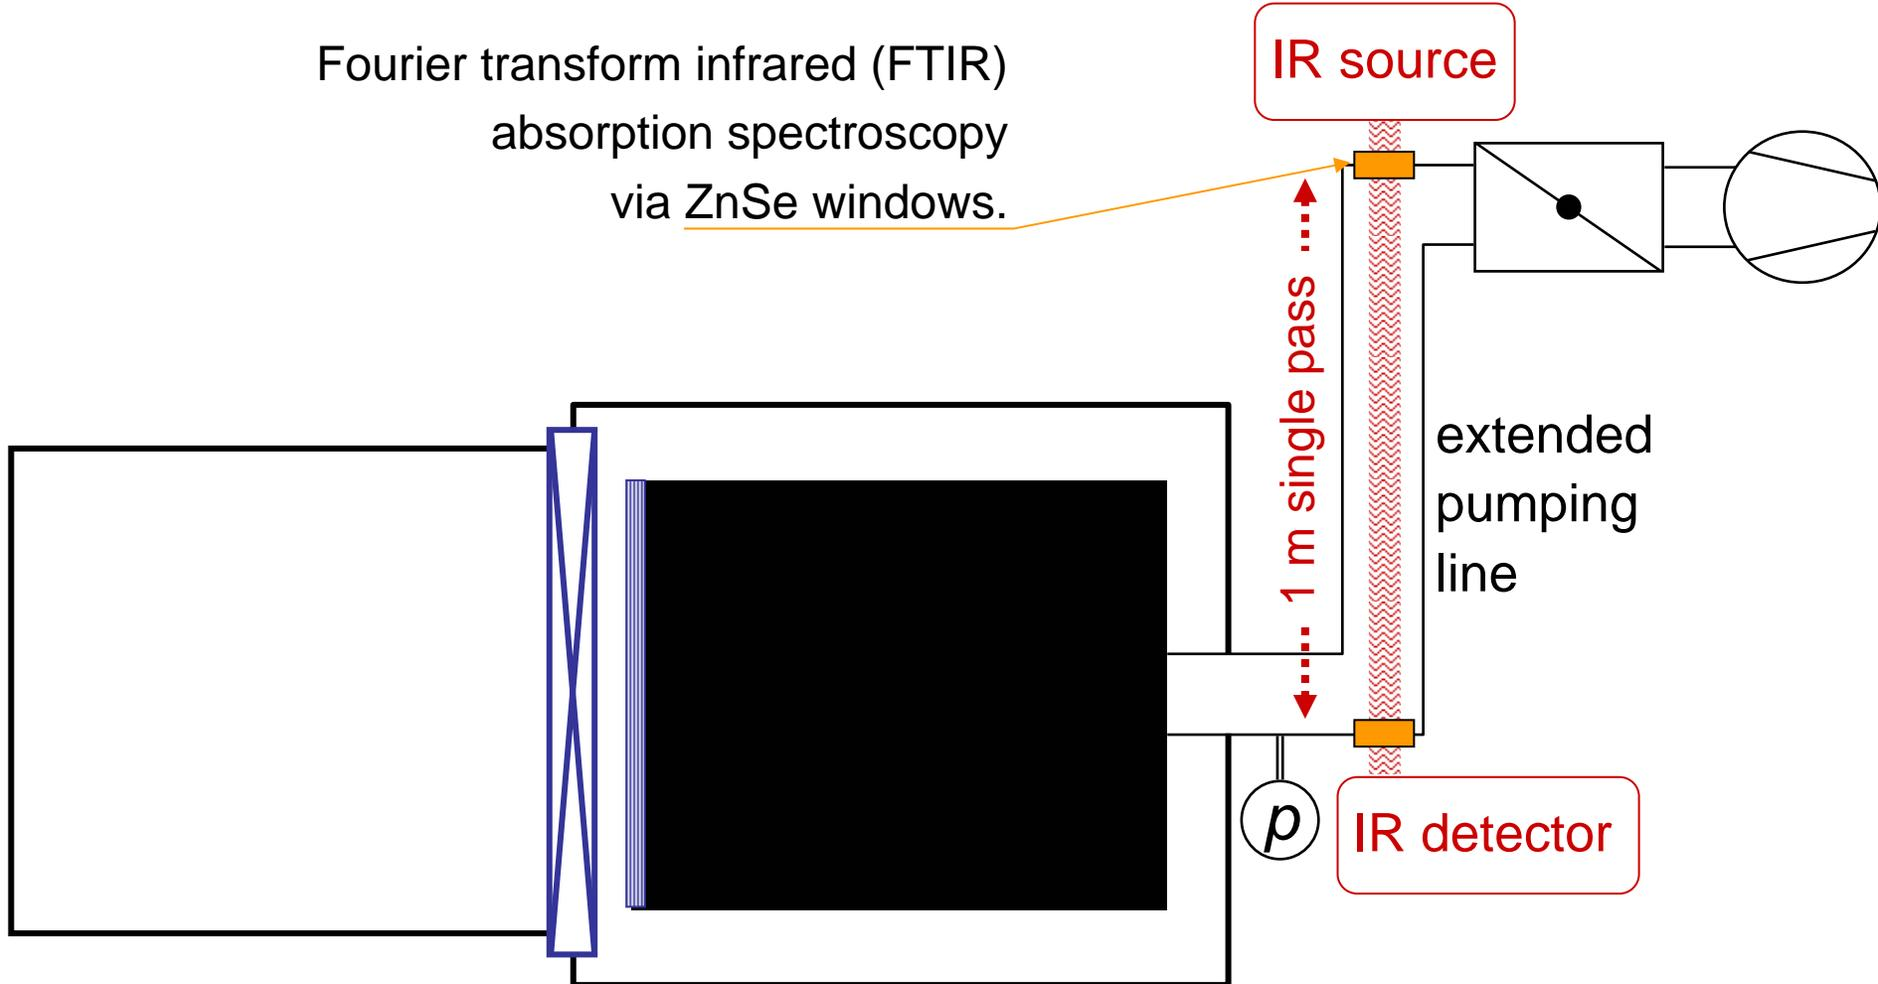 Fourier transform infrared (FTIR)
absorption spectroscopy
via ZnSe windows.
IR source
1 m single pass
extended
pumping
line
p
IR detector